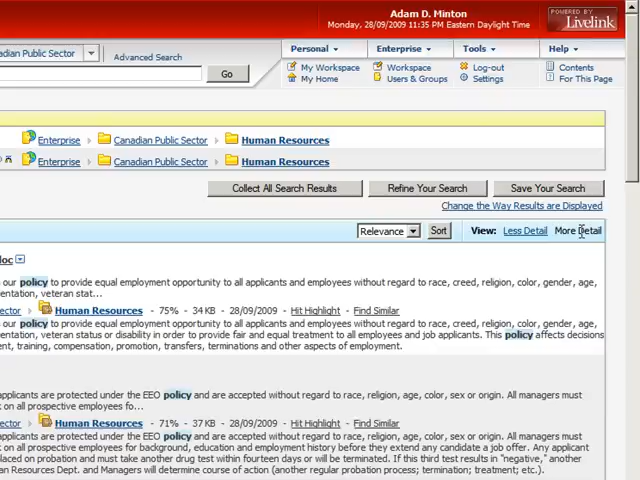 Adam D. Minton
Monday, 28/09/2009 11:35 PM Eastern Daylight Time
POWERED BY
Livelink
adian Public Sector
Advanced Search
Go
Personal
My Workspace
My Home
Enterprise
Workspace
Users & Groups
Tools
Log-out
Settings
Help
Contents
For This Page
Enterprise Canadian Public Sector Human Resources
Enterprise Canadian Public Sector Human Resources
Collect All Search Results Refine Your Search Save Your Search
Change the Way Results are Displayed
Relevance Sort View: Less Detail More Detail
loc
our policy to provide equal employment opportunity to all applicants and employees without regard to race, creed, religion, color, gender, age,
entation, veteran stat...
ector Human Resources - 75% - 34 KB - 28/09/2009 - Hit Highlight - Find Similar
our policy to provide equal employment opportunity to all applicants and employees without regard to race, creed, religion, color, gender, age,
entation, veteran status or disability in order to provide fair and equal treatment to all employees and job applicants. This policy affects decisions
nt, training, compensation, promotion, transfers, terminations and other aspects of employment.
applicants are protected under the EEO policy and are accepted without regard to race, religion, age, color, sex or origin. All managers must
k on all prospective employees fo...
ector Human Resources - 71% - 37 KB - 28/09/2009 - Hit Highlight - Find Similar
applicants are protected under the EEO policy and are accepted without regard to race, religion, age, color, sex or origin. All managers must
k on all prospective employees for background, education and employment history before they extend any candidate a job offer. Any applicant
placed on probation and must take another drug test within fourteen days or will be terminated. If this third test results in "negative," another
an Resources Dept. and Managers will determine course of action (another regular probation process; termination; treatment; etc.).